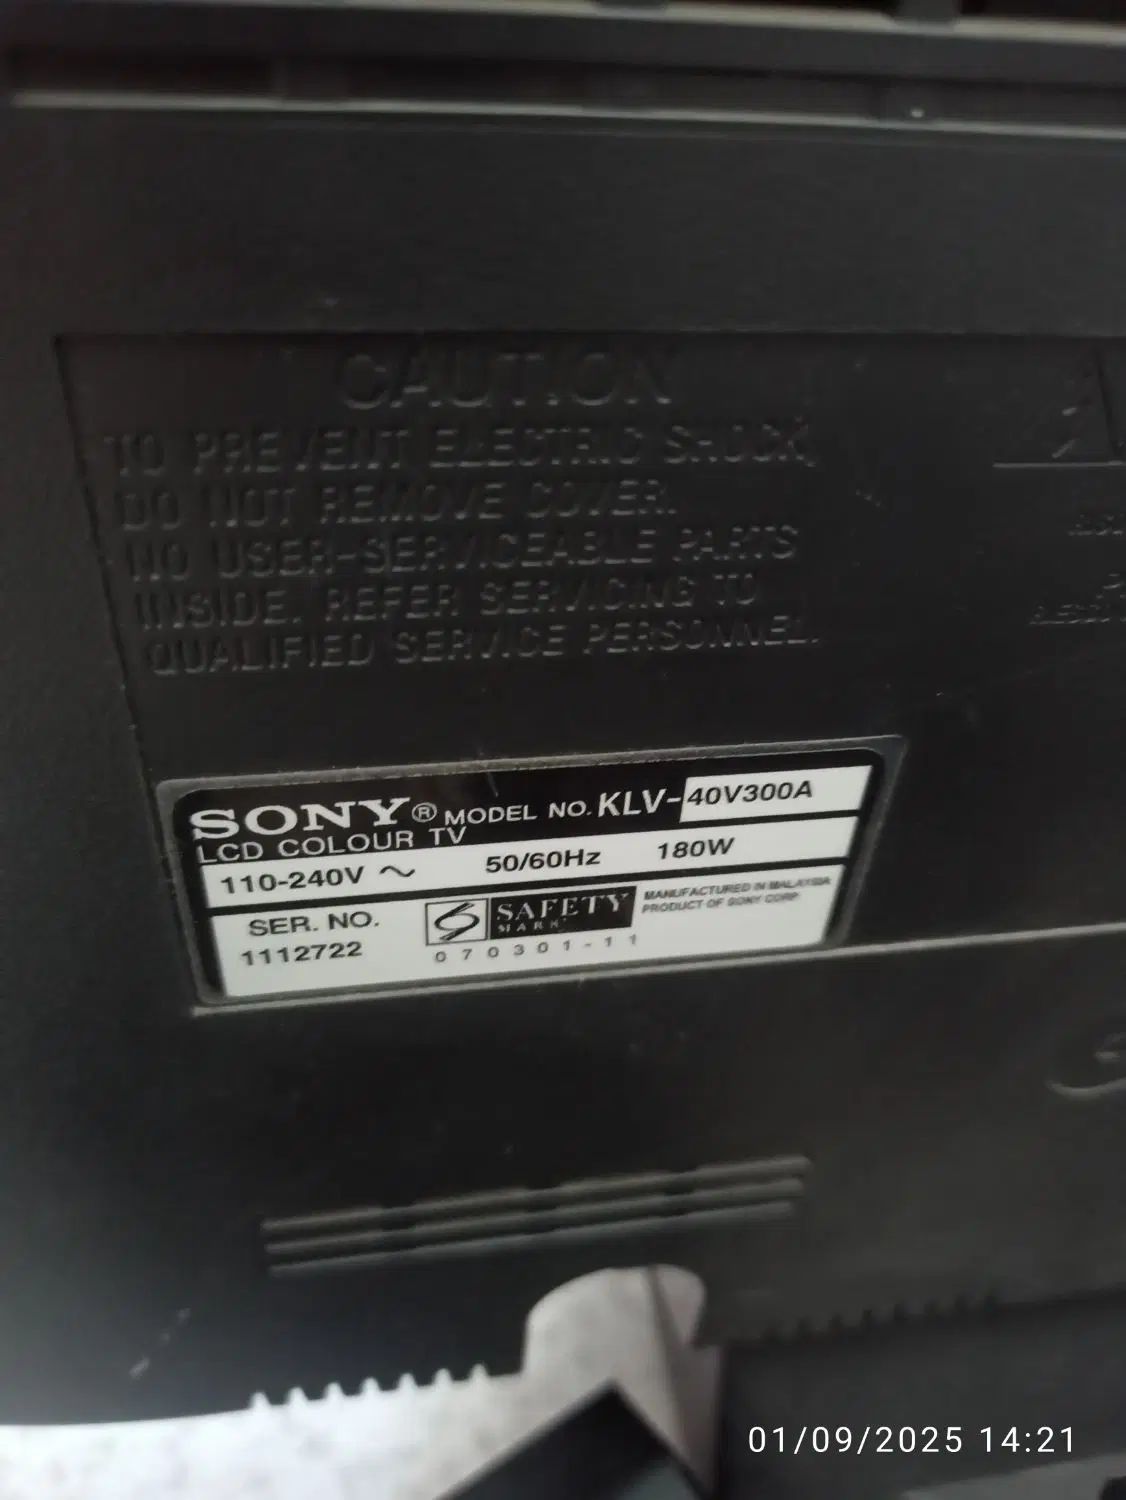 CAUTION
TO PREVENT ELECTRIC SHOCK,
DO NOT REMOVE COVER.
NO USER-SERVICEABLE PARTS
INSIDE. REFER SERVICING TO
QUALIFIED SERVICE PERSONNEL.
SONY® MODEL NO. KLV-40V300A
LCD COLOUR TV
110-240V ~ 50/60Hz 180W
SER. NO.
1112722
SAFETY
MARK
070301-11
MANUFACTURED IN MALAYSIA
PRODUCT OF SONY CORP.
01/09/2025 14:21